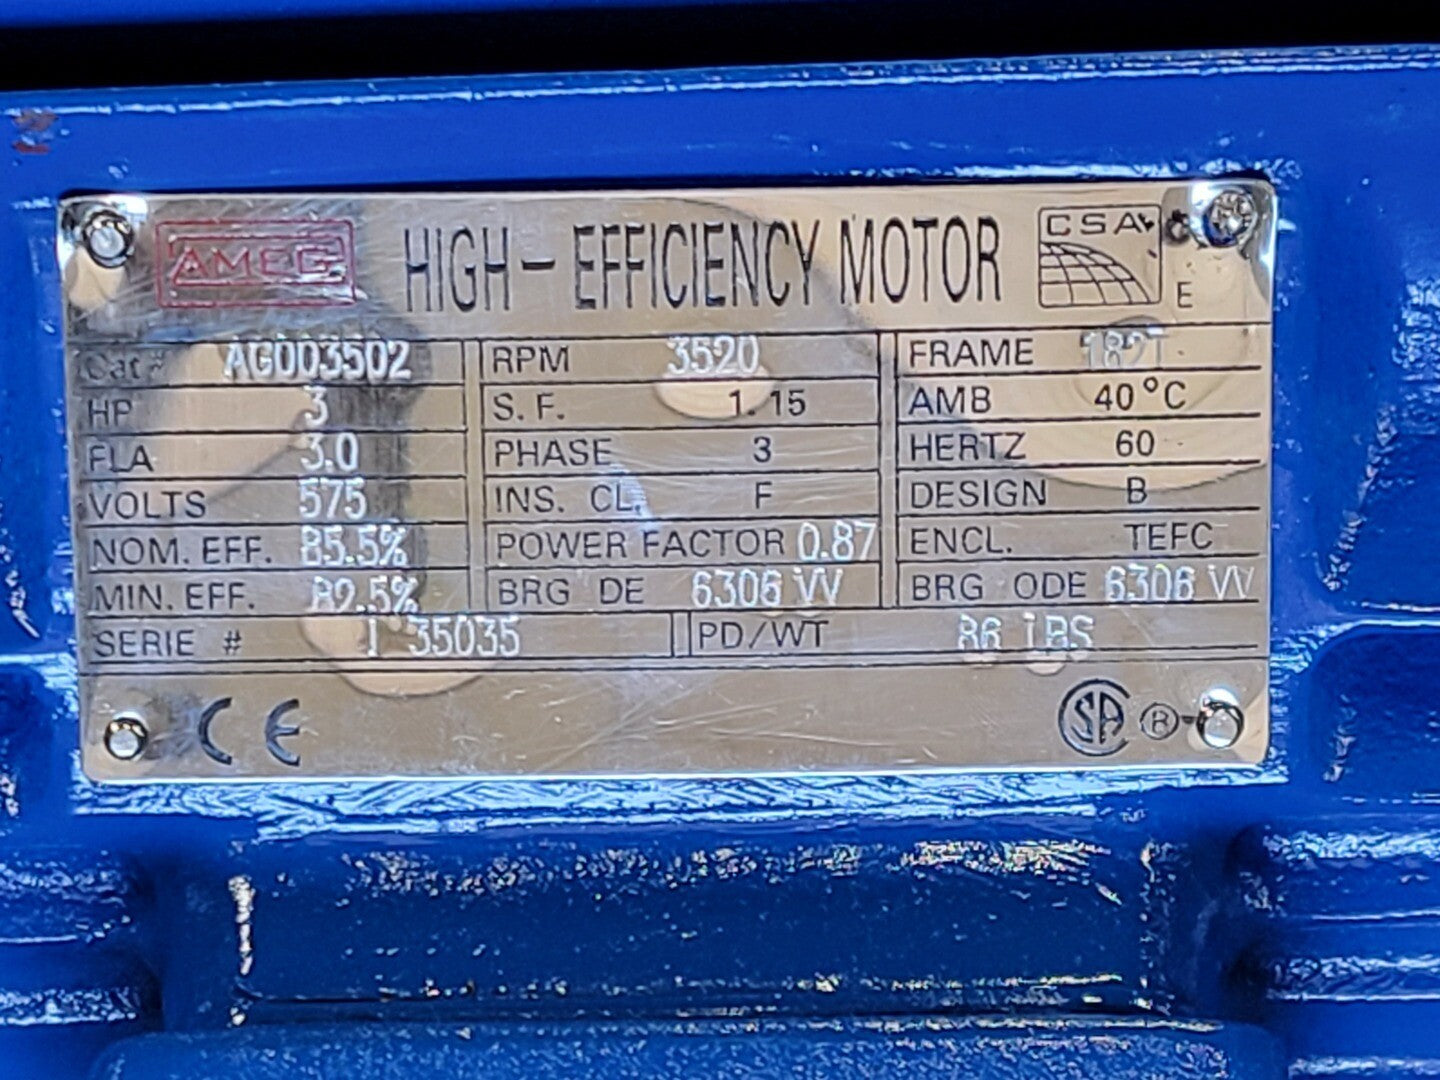 AMEG HIGH-EFFICIENCY MOTOR CSA E
Cat # AG003502 RPM 3520 FRAME 182T
HP 3 S. F. 1.15 AMB 40°C
FLA 3.0 PHASE 3 HERTZ 60
VOLTS 575 INS. CL. F DESIGN B
NOM. EFF. 85.5% POWER FACTOR 0.87 ENCL. TEFC
MIN. EFF. 82.5% BRG DE 6306 VV BRG ODE 6306 VV
SERIE # 35035 PD/WT 86 LBS
CE SA ®